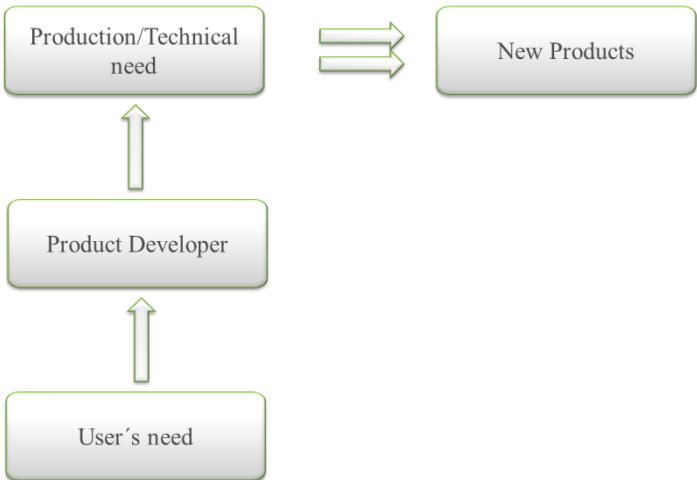 Production/Technical
need
New Products
Product Developer
User´s need